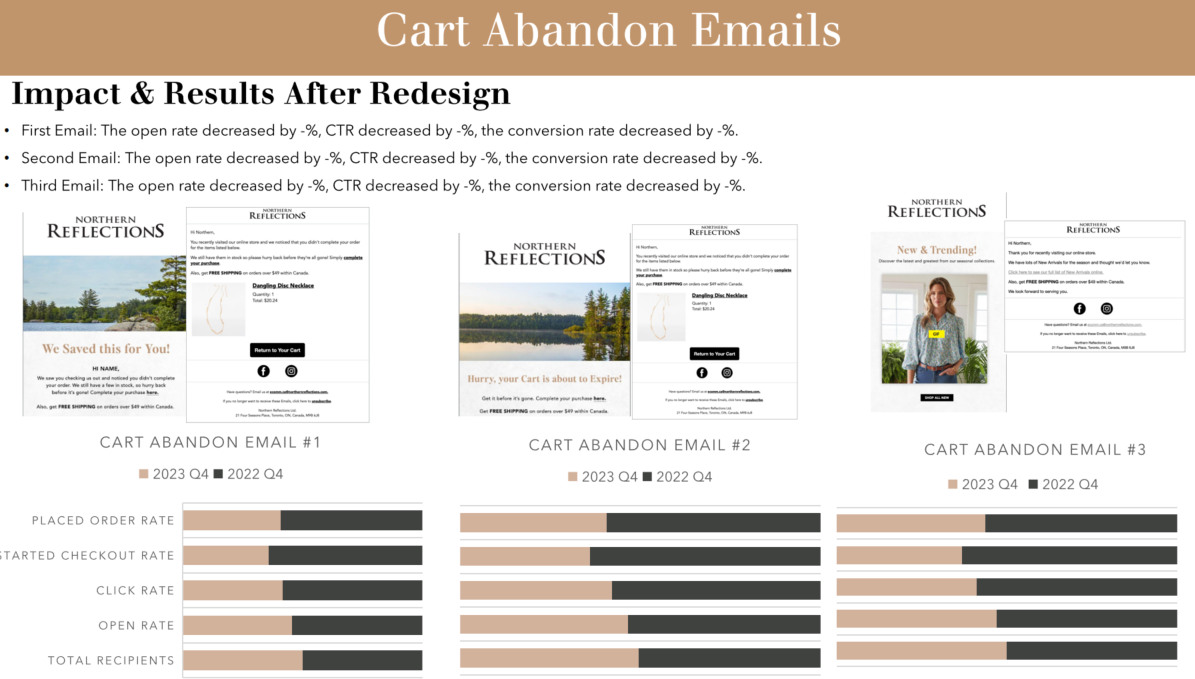 Cart Abandon Emails
Impact & Results After Redesign
• First Email: The open rate decreased by -%, CTR decreased by -%, the conversion rate decreased by -%.
• Second Email: The open rate decreased by -%, CTR decreased by -%, the conversion rate decreased by -%.
• Third Email: The open rate decreased by -%, CTR decreased by -%, the conversion rate decreased by -%.
NORTHERN
REFLECTIONS
We Saved this for You!
HI NAME,
We saw you checking us out and noticed you didn't complete
your order. We still have a few in stock, so hurry back
before it's gone! Complete your purchase here.
Also, get FREE SHIPPING on orders over $49 within Canada.
NORTHERN
REFLECTIONS
Hi Northern,
You recently visited our online store and we noticed that you didn't complete your order
for the items listed below.
We still have them in stock so please hurry back before they're all gone! Simply complete
your purchase.
Also, get FREE SHIPPING on orders over $49 within Canada.
Dangling Disc Necklace
Quantity: 1
Total: $20.24
Return to Your Cart
Have questions? Email us at
If you no longer want to receive these Emails, click here to unsubscribe.
Northern Reflections Ltd.
21 Four Seasons Place, Toronto, ON, Canada, M9B 6J8
NORTHERN
REFLECTIONS
Hurry, your Cart is about to Expire!
Get it before it's gone. Complete your purchase here.
Get FREE SHIPPING on orders over $49 within Canada.
NORTHERN
REFLECTIONS
Hi Northern,
You recently visited our online store and we noticed that you didn't complete your order
for the items listed below.
We still have them in stock so please hurry back before they're all gone! Simply complete
your purchase.
Also, get FREE SHIPPING on orders over $49 within Canada.
Dangling Disc Necklace
Quantity: 1
Total: $20.24
Return to Your Cart
Have questions? Email us at
If you no longer want to receive these Emails, click here to unsubscribe.
Northern Reflections Ltd.
21 Four Seasons Place, Toronto, ON, Canada, M9B 6J8
NORTHERN
REFLECTIONS
New & Trending!
Discover the latest and greatest from our seasonal collections.
GIF
SHOP ALL NEW
NORTHERN
REFLECTIONS
Hi Northern,
Thank you for recently visiting our online store.
We have lots of New Arrivals for the season and thought we'd let you know.
Click here to see our full list of New Arrivals online.
Also, get FREE SHIPPING on orders over $49 within Canada.
We look forward to serving you.
Have questions? Email us at
If you no longer want to receive these Emails, click here to unsubscribe.
Northern Reflections Ltd.
21 Four Seasons Place, Toronto, ON, Canada, M9B 6J8
CART ABANDON EMAIL #1
2023 Q4 2022 Q4
CART ABANDON EMAIL #2
2023 Q4 2022 Q4
CART ABANDON EMAIL #3
2023 Q4 2022 Q4
PLACED ORDER RATE
STARTED CHECKOUT RATE
CLICK RATE
OPEN RATE
TOTAL RECIPIENTS